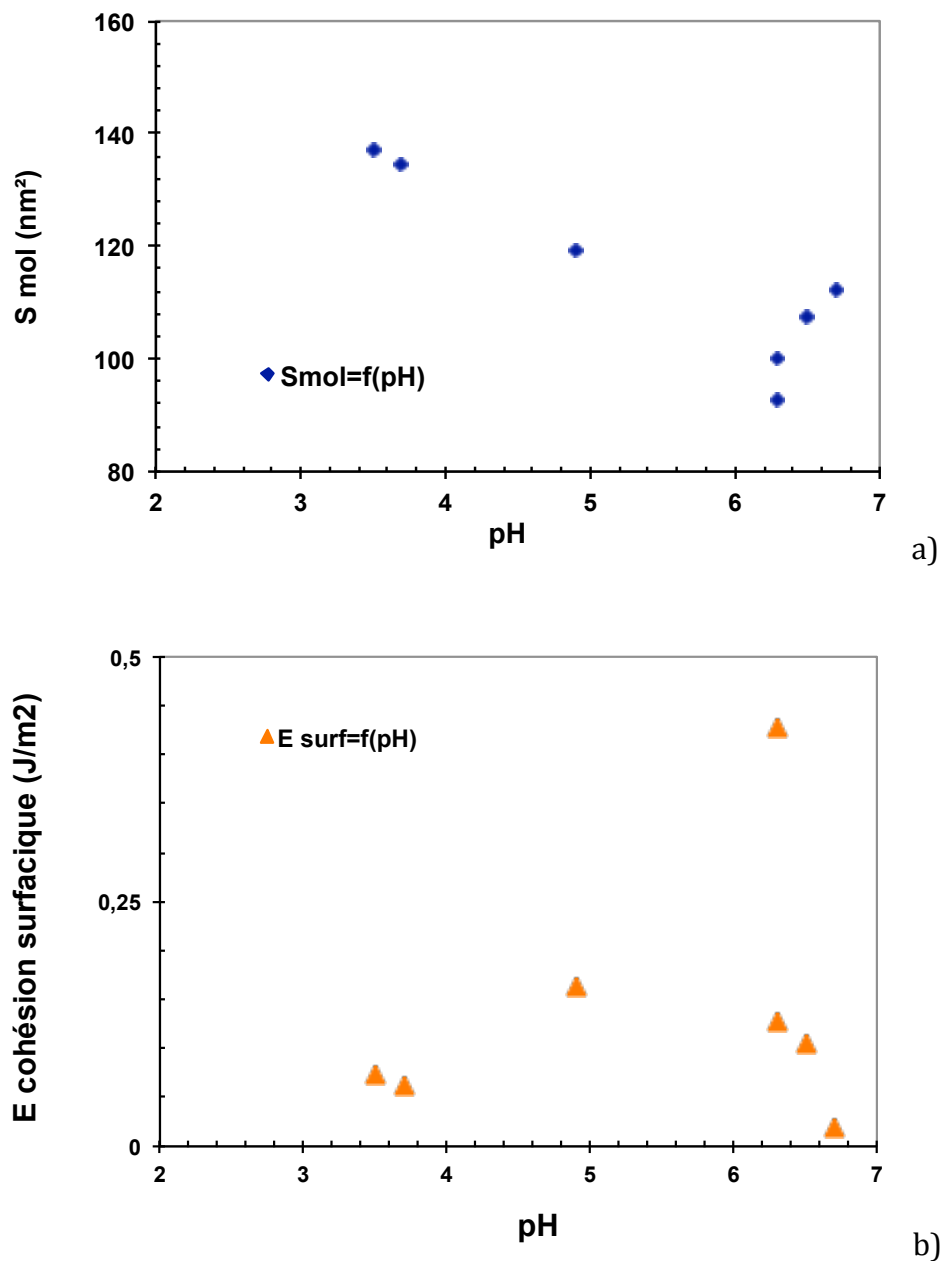 160
140
120
100
80
S mol (nm²)
Smol=f(pH)
2 3 4 5 6 7
pH
a)
0,5
0,25
0
E cohésion surfacique (J/m2)
E surf=f(pH)
2 3 4 5 6 7
pH
b)